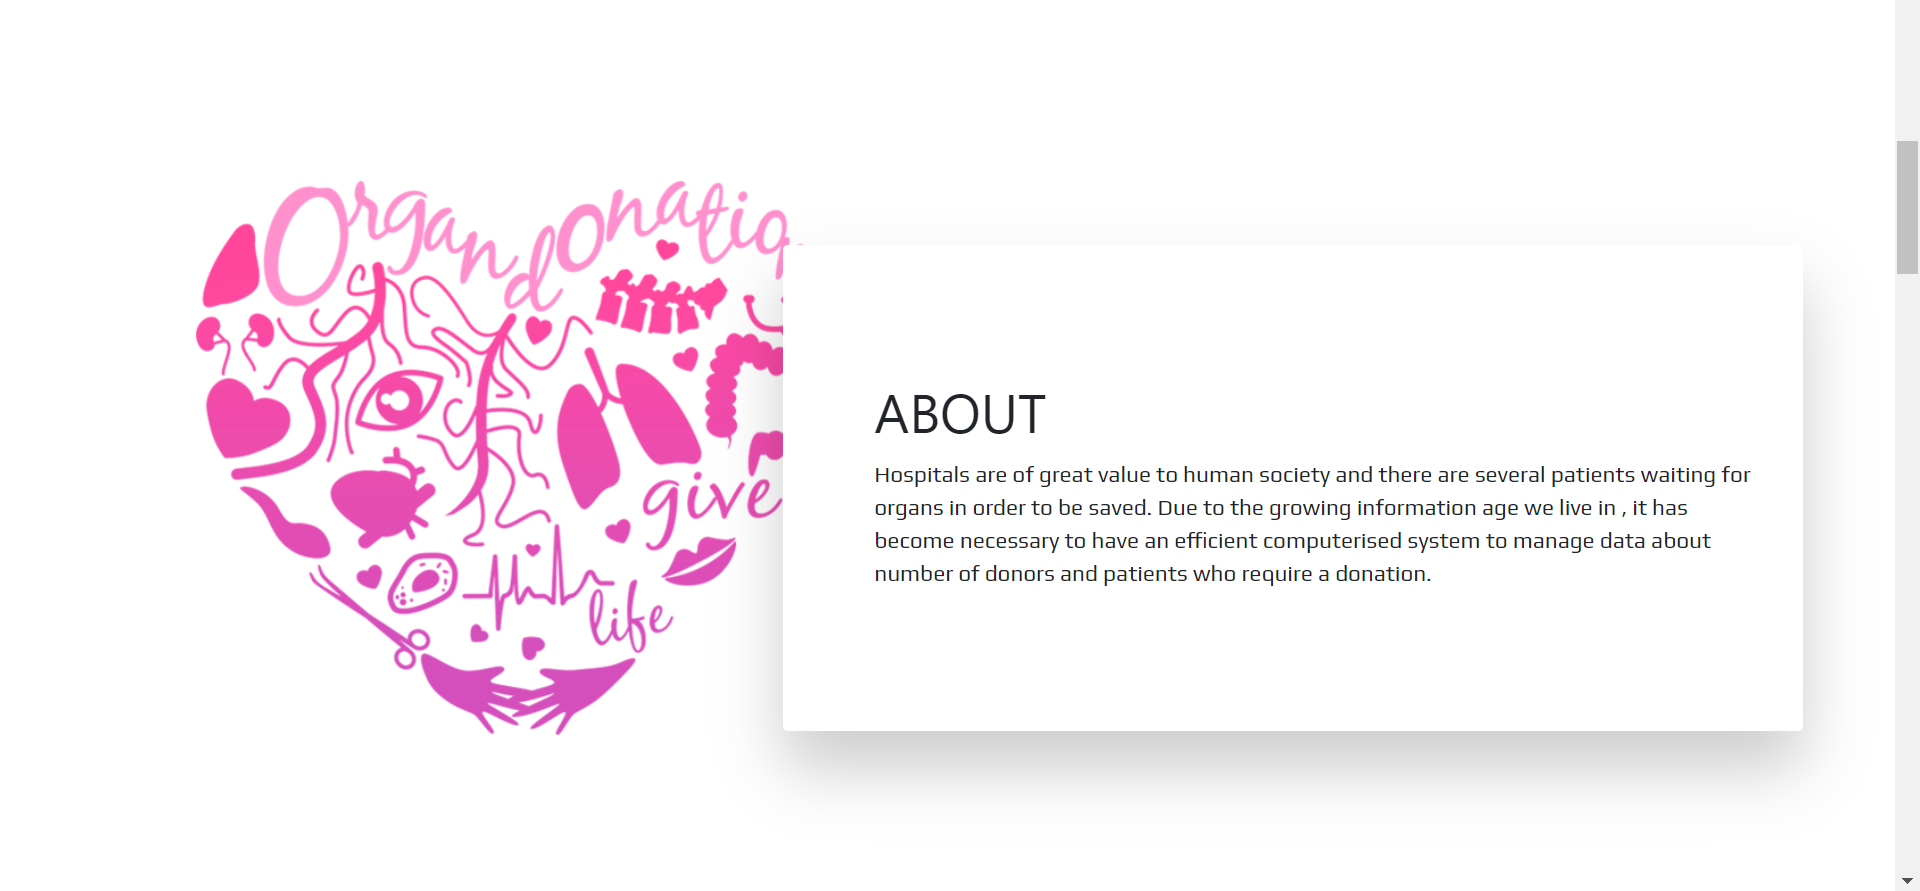 Organ donatio
give
life
ABOUT
Hospitals are of great value to human society and there are several patients waiting for
organs in order to be saved. Due to the growing information age we live in , it has
become necessary to have an efficient computerised system to manage data about
number of donors and patients who require a donation.